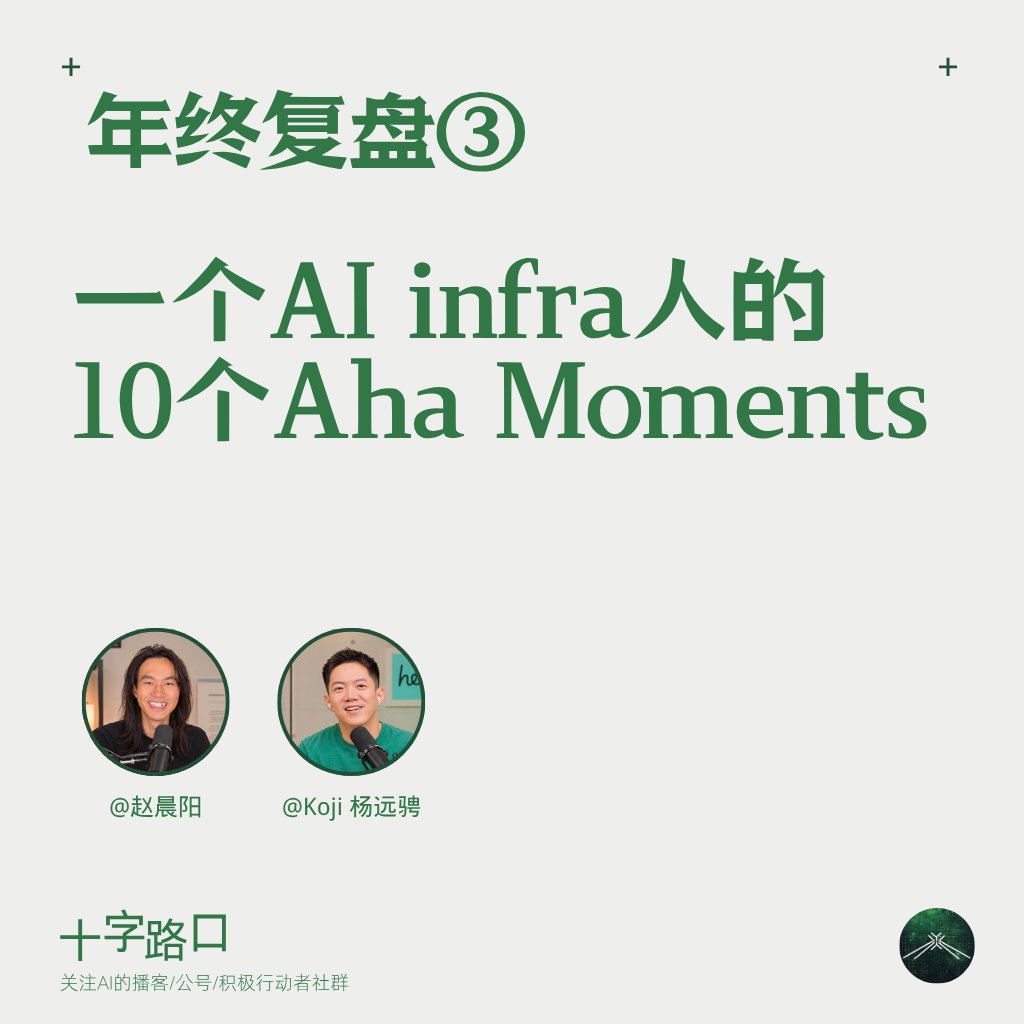 年终复盘③
一个AI infra人的
10个Aha Moments
he
@赵晨阳
@Koji 杨远骋
十字路口
关注AI的播客/公号/积极行动者社群